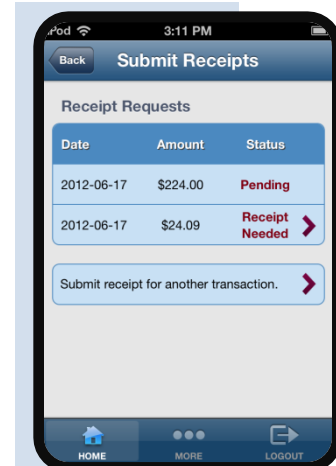 iPod 3:11 PM
Back Submit Receipts
Receipt Requests
Date Amount Status
2012-06-17 $224.00 Pending
2012-06-17 $24.09 Receipt Needed
Submit receipt for another transaction.
HOME MORE LOGOUT